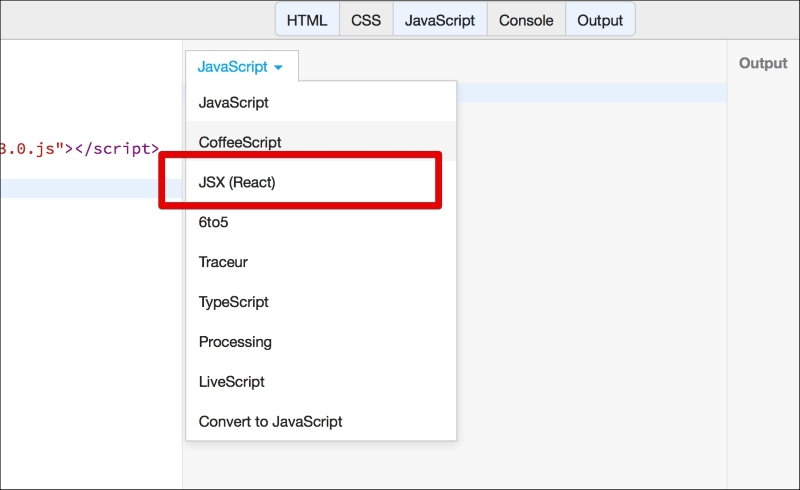 HTML CSS JavaScript Console Output
JavaScript
Output
JavaScript
CoffeeScript
3.0.js"></script>
JSX (React)
6to5
Traceur
TypeScript
Processing
LiveScript
Convert to JavaScript